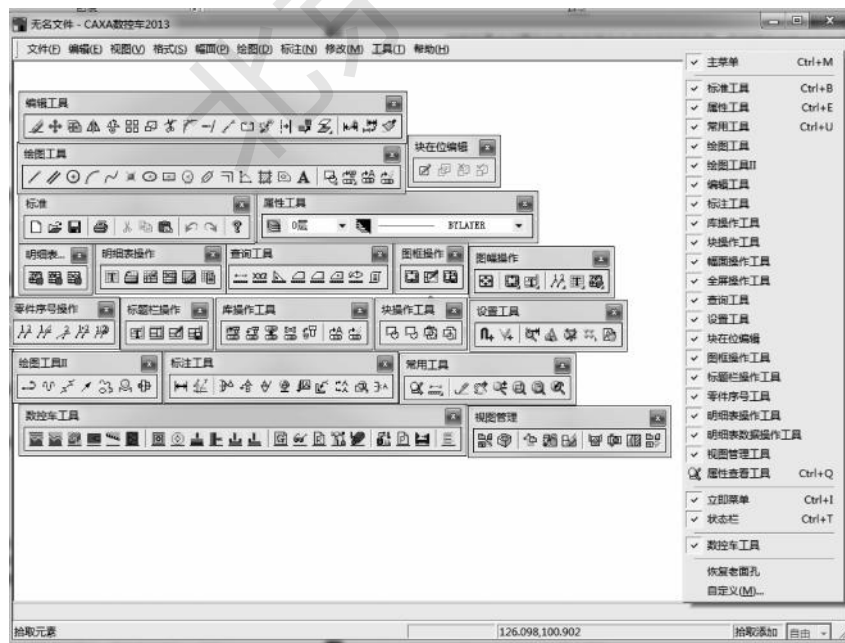 无名文件 - CAXA数控车2013
文件(F) 编辑(E) 视图(V) 格式(S) 幅面(P) 绘图(D) 标注(N) 修改(M) 工具(T) 帮助(H)
编辑工具
绘图工具
块在位编辑
标准
属性工具
0层
BYLAYER
明细表...
明细表操作
查询工具
图框操作
图幅操作
零件序号操作
标题栏操作
库操作工具
块操作工具
设置工具
绘图工具II
标注工具
常用工具
数控车工具
视图管理
主菜单 Ctrl+M
标准工具 Ctrl+B
属性工具 Ctrl+E
常用工具 Ctrl+U
绘图工具
绘图工具II
编辑工具
标注工具
库操作工具
块操作工具
幅面操作工具
全屏操作工具
查询工具
设置工具
块在位编辑
图框操作工具
标题栏操作工具
零件序号工具
明细表操作工具
明细表数据操作工具
视图管理工具
属性查看工具 Ctrl+Q
立即菜单 Ctrl+I
状态栏 Ctrl+T
数控车工具
恢复老面孔
自定义(M)...
拾取元素
126.098,100.902
拾取添加
自由